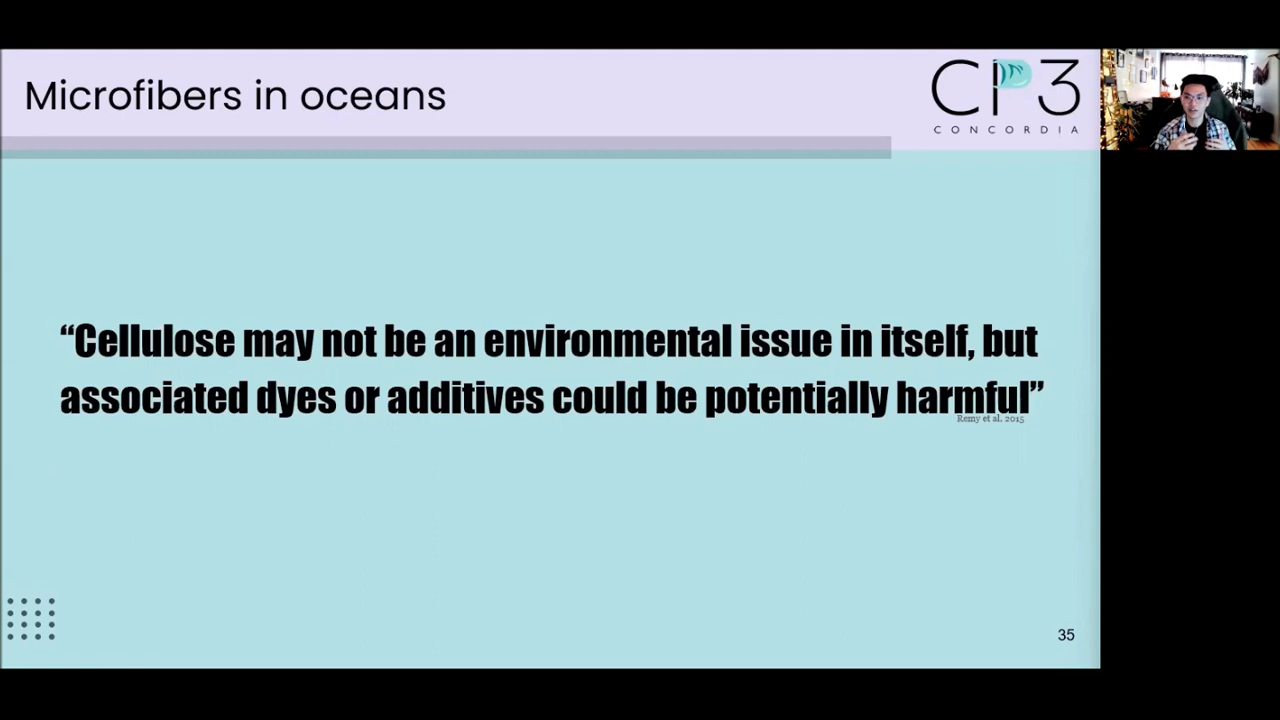 Microfibers in oceans
CP3
CONCORDIA
“Cellulose may not be an environmental issue in itself, but
associated dyes or additives could be potentially harmful”
Remy et al. 2015
35